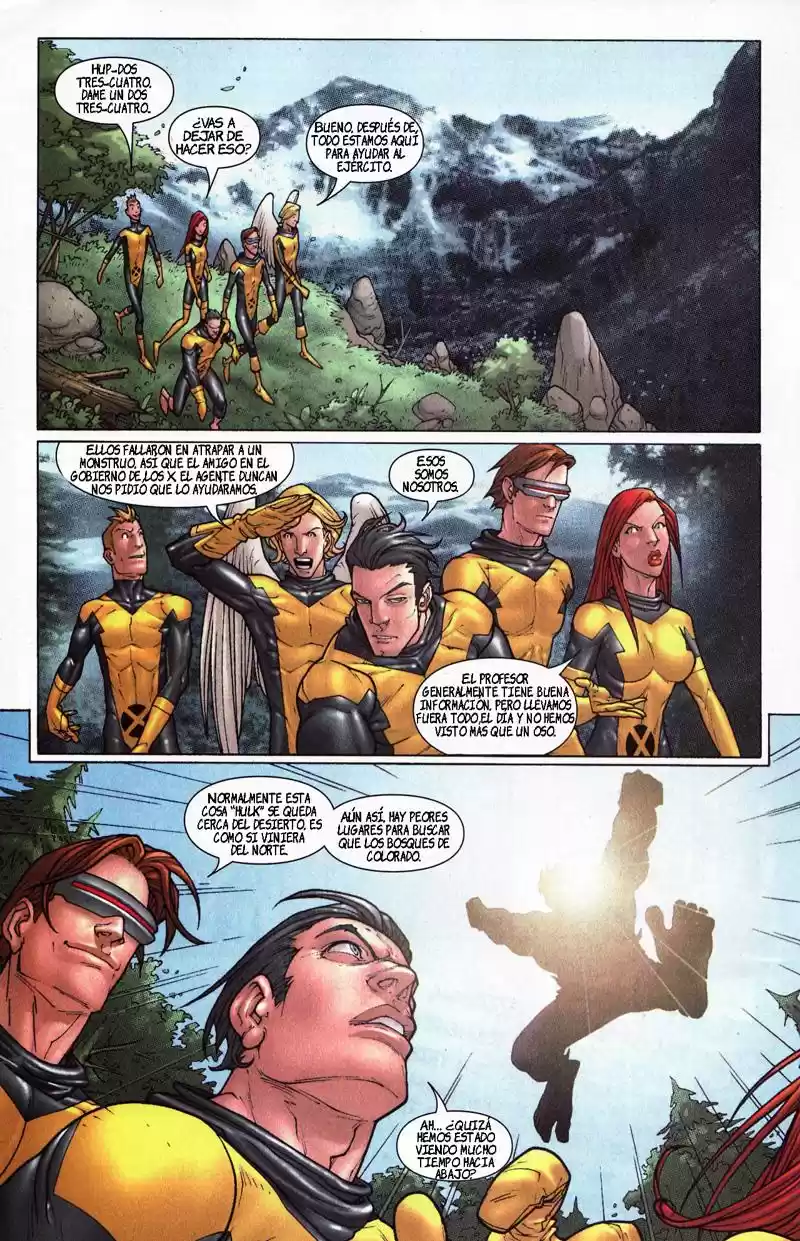 HUP-DOS
TRES-CUATRO.
DAME UN DOS
TRES-CUATRO.
¿VAS A
DEJAR DE
HACER ESO?
BUENO, DESPUÉS DE,
TODO ESTAMOS AQUÍ
PARA AYUDAR AL
EJÉRCITO.
ELLOS FALLARON EN ATRAPAR A UN
MONSTRUO, ASI QUE EL AMIGO EN EL
GOBIERNO DE LOS X, EL AGENTE DUNCAN
NOS PIDIO QUE LO AYUDARAMOS.
ESOS
SOMOS
NOSOTROS.
EL PROFESOR
GENERALMENTE TIENE BUENA
INFORMACIÓN, PERO LLEVAMOS
FUERA TODO EL DÍA Y NO HEMOS
VISTO MAS QUE UN OSO.
NORMALMENTE ESTA
COSA "HULK" SE QUEDA
CERCA DEL DESIERTO, ES
COMO SI VINIERA
DEL NORTE.
AÚN ASÍ, HAY PEORES
LUGARES PARA BUSCAR
QUE LOS BOSQUES DE
COLORADO.
AH... ¿QUIZÁ
HEMOS ESTADO
VIENDO MUCHO
TIEMPO HACIA
ABAJO?